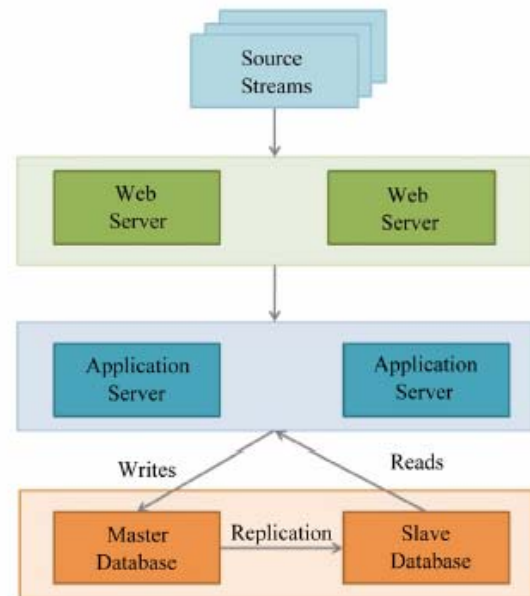 Source
Streams
Web
Server
Web
Server
Application
Server
Application
Server
Writes
Reads
Master
Database
Replication
Slave
Database